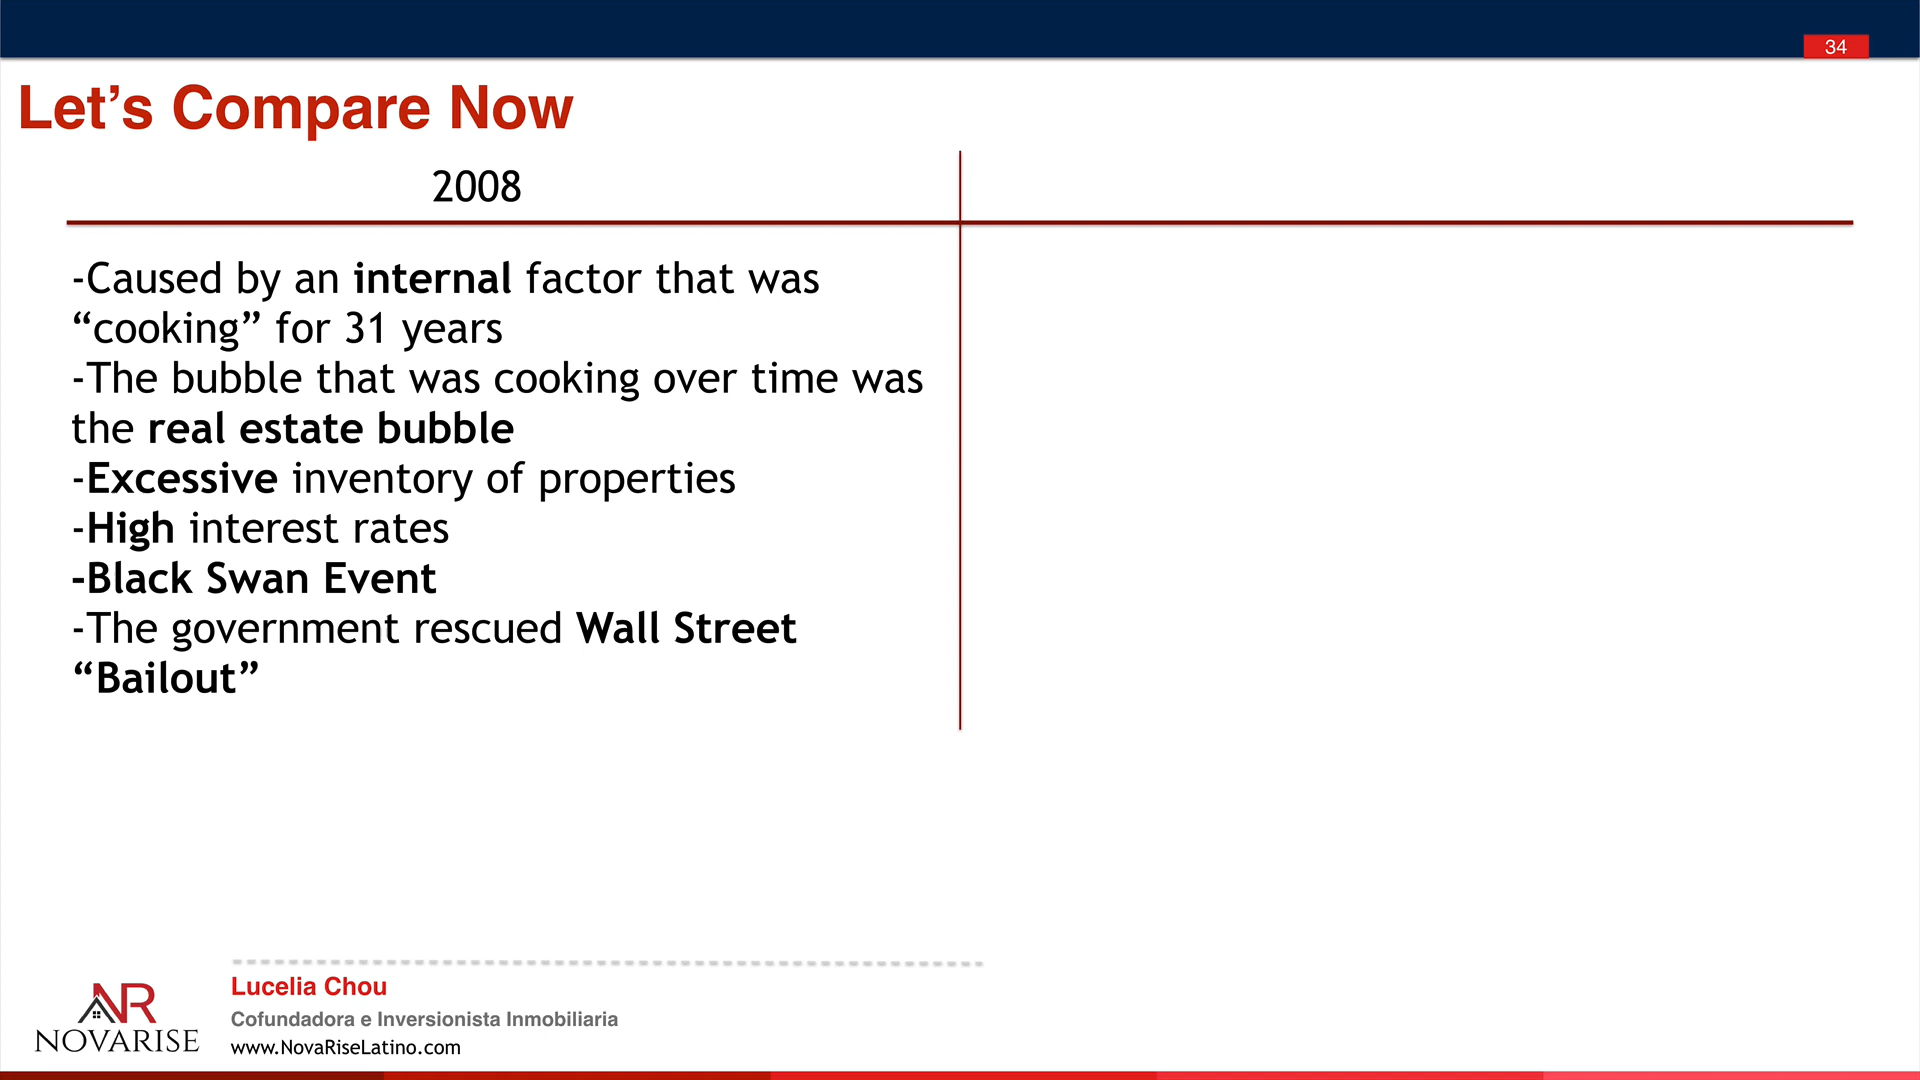 34
Let’s Compare Now
2008
-Caused by an internal factor that was
“cooking” for 31 years
-The bubble that was cooking over time was
the real estate bubble
-Excessive inventory of properties
-High interest rates
-Black Swan Event
-The government rescued Wall Street
“Bailout”
NR
NOVARISE
Lucelia Chou
Cofundadora e Inversionista Inmobiliaria
www.NovaRiseLatino.com